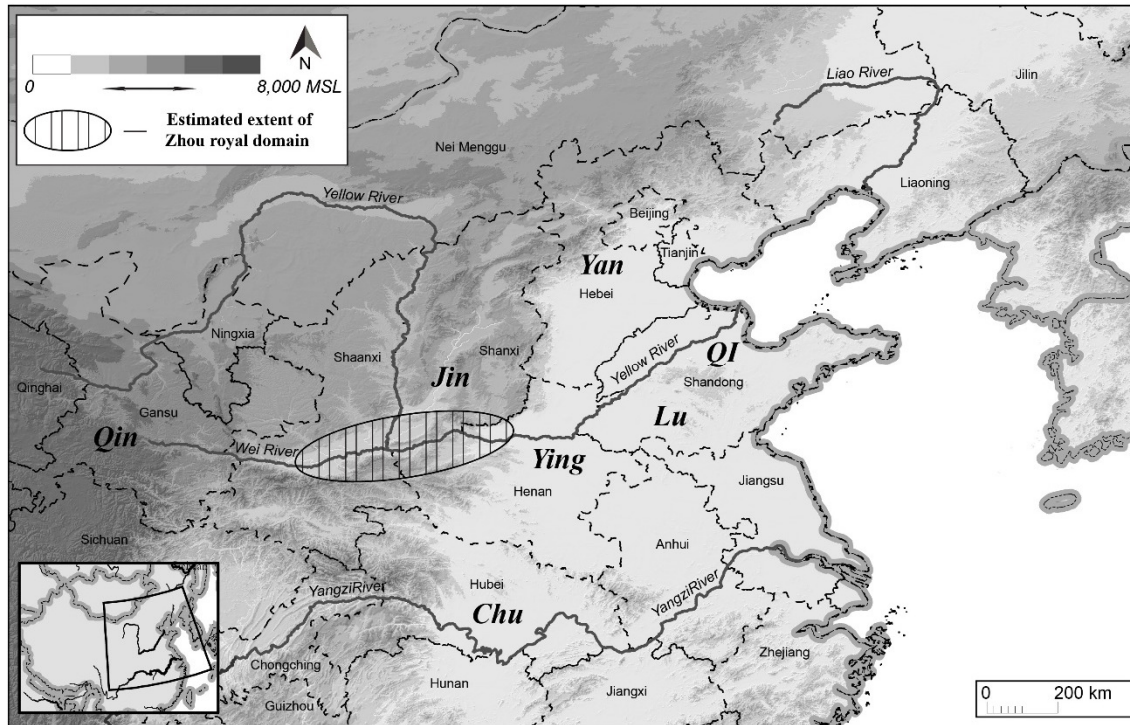 N
0 8,000 MSL
Estimated extent of
Zhou royal domain
Liao River
Jilin
Nei Menggu
Liaoning
Yellow River
Beijing
Tianjin
Yan
Hebei
Ningxia
Shaanxi
Shanxi
Yellow River
QI
Shandong
Qinghai
Jin
Gansu
Lu
Qin
Wei River
Ying
Jiangsu
Henan
Sichuan
Anhui
Hubei
YangziRiver
YangziRiver
Chu
Zhejiang
Chongching
Hunan
Jiangxi
Guizhou
0 200 km